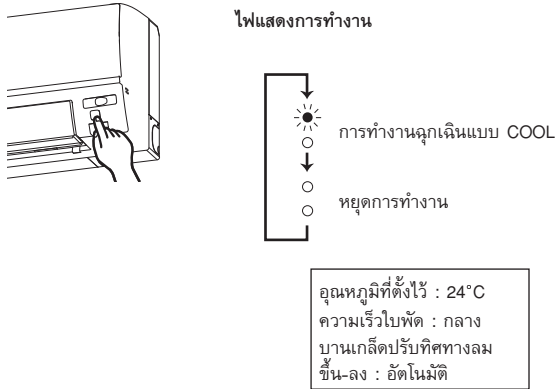 ไฟแสดงการทำงาน
การทำงานฉุกเฉินแบบ COOL
หยุดการทำงาน
อุณหภูมิที่ตั้งไว้ : 24°C
ความเร็วใบพัด : กลาง
บานเกล็ดปรับทิศทางลม
ขึ้น-ลง : อัตโนมัติ